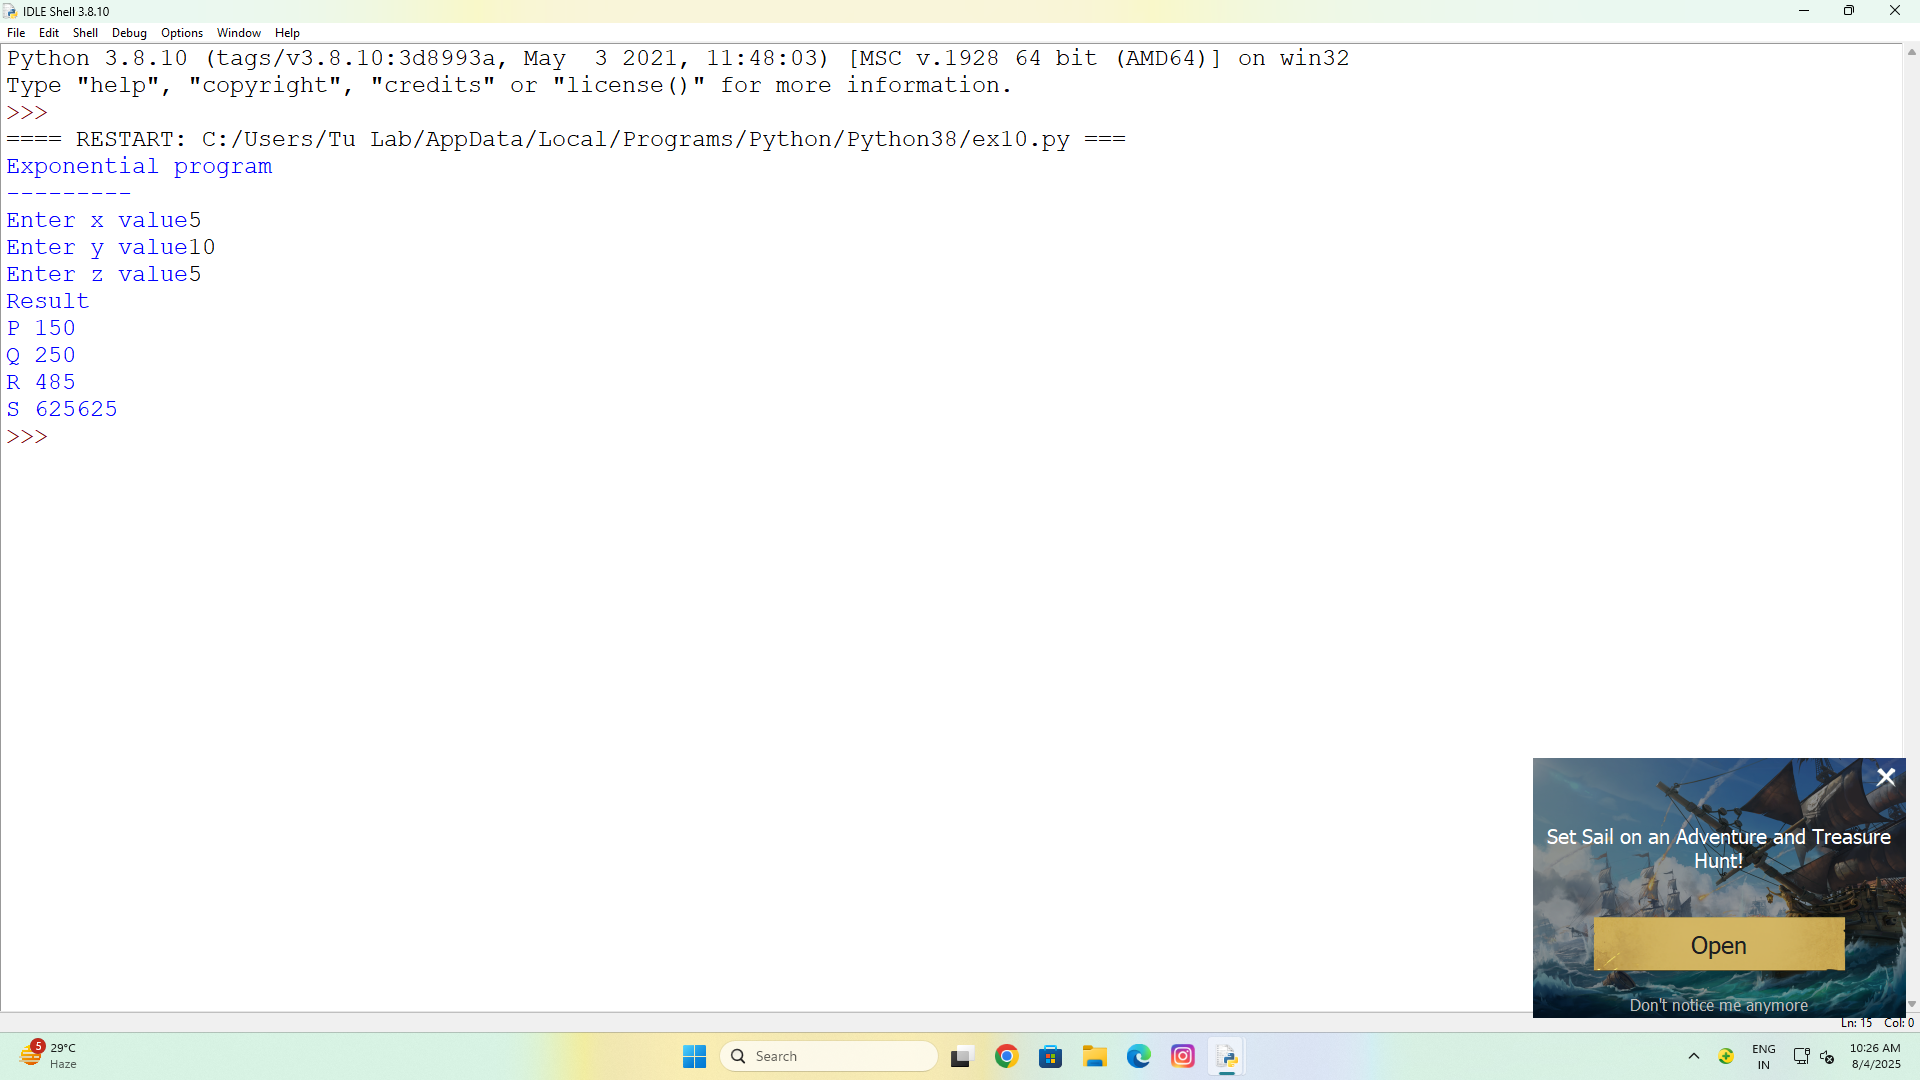 IDLE Shell 3.8.10
File Edit Shell Debug Options Window Help
Python 3.8.10 (tags/v3.8.10:3d8993a, May  3 2021, 11:48:03) [MSC v.1928 64 bit (AMD64)] on win32
Type "help", "copyright", "credits" or "license()" for more information.
>>>
==== RESTART: C:/Users/Tu Lab/AppData/Local/Programs/Python/Python38/ex10.py ===
Exponential program
---------
Enter x value5
Enter y value10
Enter z value5
Result
P 150
Q 250
R 485
S 625625
>>>
Set Sail on an Adventure and Treasure
Hunt!
Open
Don't notice me anymore
Ln: 15 Col: 0
5
29°C
Haze
Search
ENG
IN
10:26 AM
8/4/2025